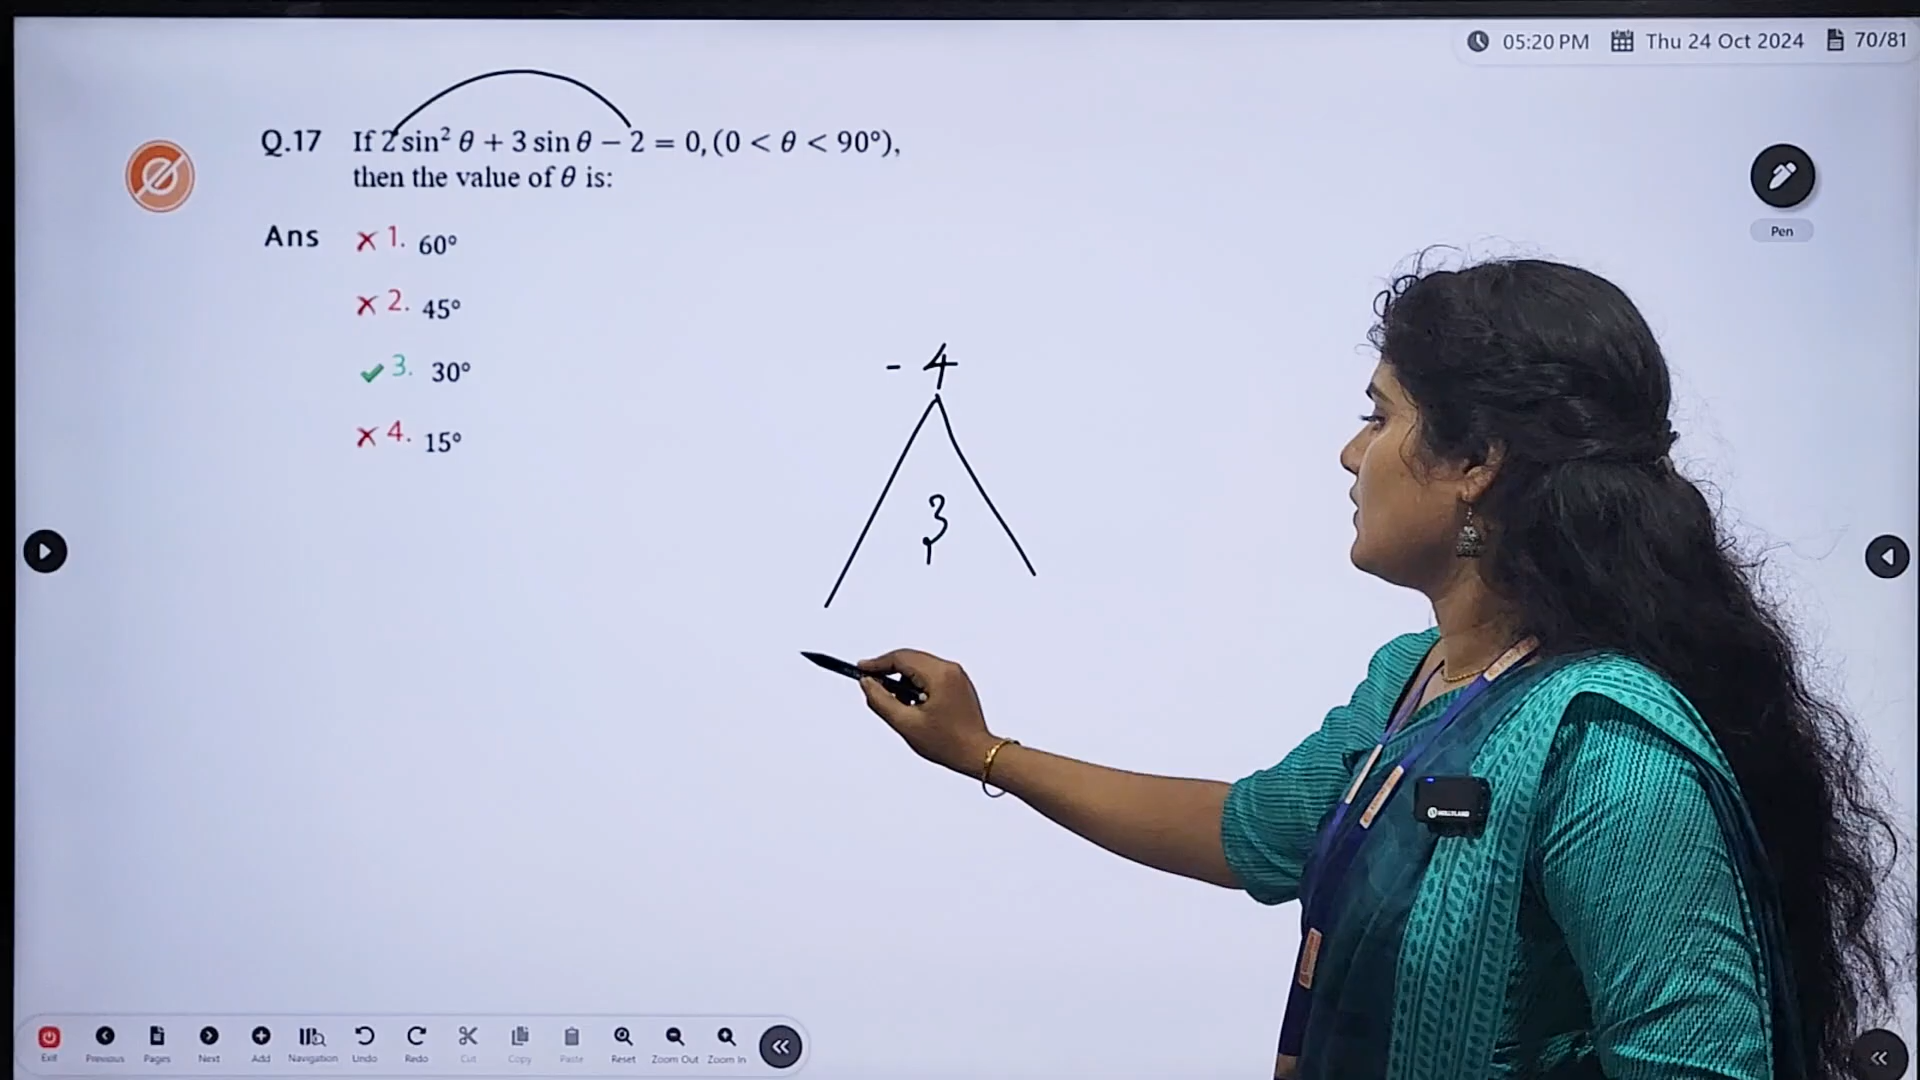 05:20 PM Thu 24 Oct 2024 70/81
Q.17 If 2 sin² θ + 3 sin θ − 2 = 0, (0 < θ < 90°),
then the value of θ is:
Pen
Ans 1. 60°
2. 45°
3. 30°
4. 15°
- 4
3
HOLLYLAND
Exit Previous Pages Next Add Navigation Undo Redo Cut Copy Paste Reset Zoom Out Zoom In